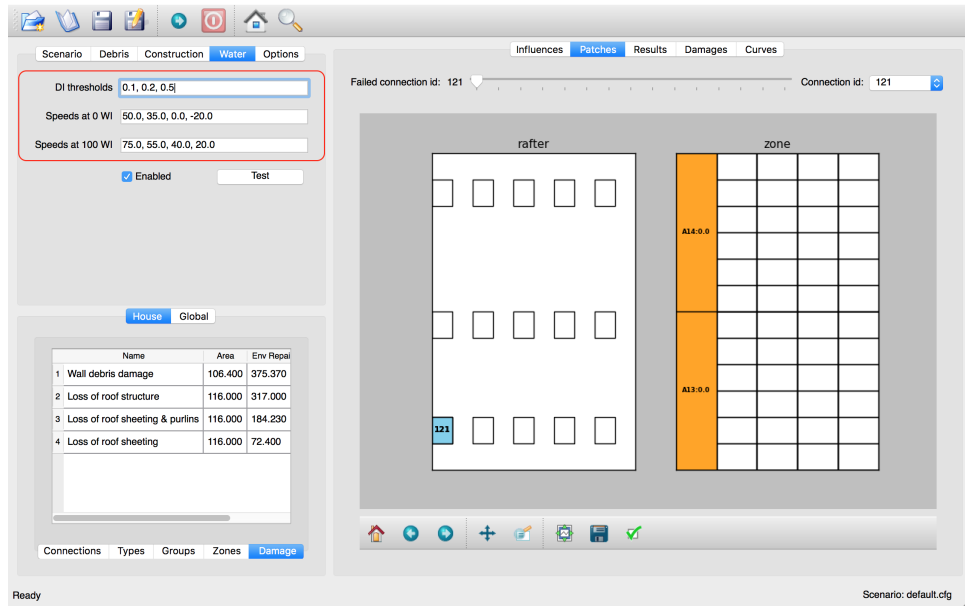 Scenario Debris Construction Water Options
DI thresholds 0.1, 0.2, 0.5
Speeds at 0 WI 50.0, 35.0, 0.0, -20.0
Speeds at 100 WI 75.0, 55.0, 40.0, 20.0
Enabled Test
House Global
Name Area Env Repai
1 Wall debris damage 106.400 375.370
2 Loss of roof structure 116.000 317.000
3 Loss of roof sheeting & purlins 116.000 184.230
4 Loss of roof sheeting 116.000 72.400
Connections Types Groups Zones Damage
Influences Patches Results Damages Curves
Failed connection id: 121 Connection id: 121
rafter zone
A14:0.0
A13:0.0
121
Ready Scenario: default.cfg